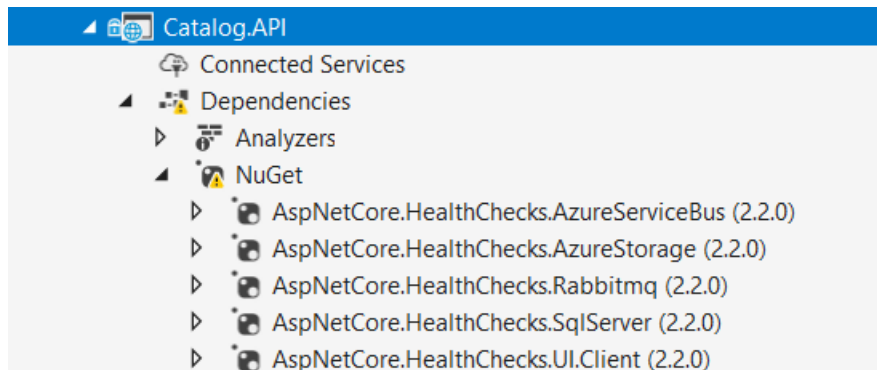 Catalog.API
Connected Services
Dependencies
Analyzers
NuGet
AspNetCore.HealthChecks.AzureServiceBus (2.2.0)
AspNetCore.HealthChecks.AzureStorage (2.2.0)
AspNetCore.HealthChecks.Rabbitmq (2.2.0)
AspNetCore.HealthChecks.SqlServer (2.2.0)
AspNetCore.HealthChecks.UI.Client (2.2.0)